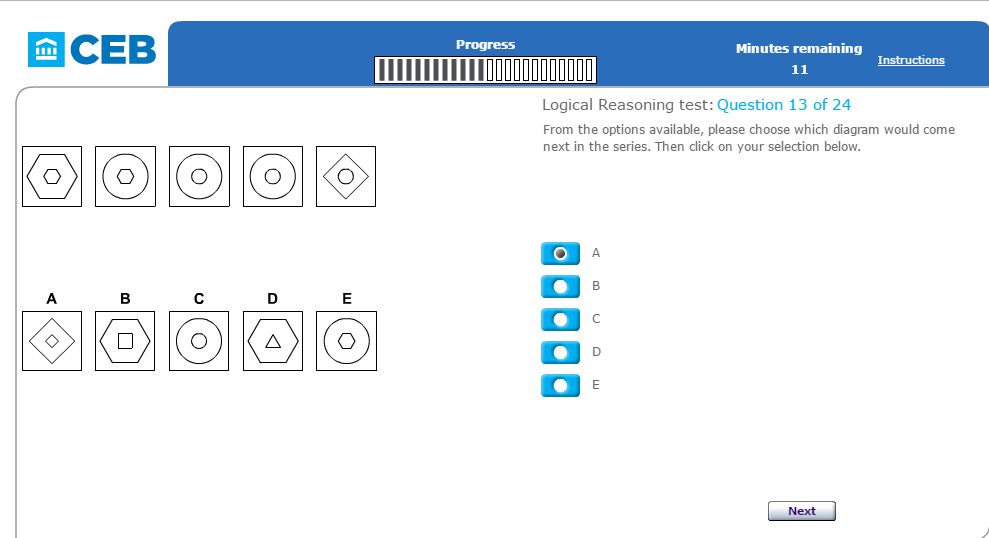 CEB
Progress
Minutes remaining
11
Instructions
Logical Reasoning test: Question 13 of 24
From the options available, please choose which diagram would come
next in the series. Then click on your selection below.
A B C D E
A
B
C
D
E
Next